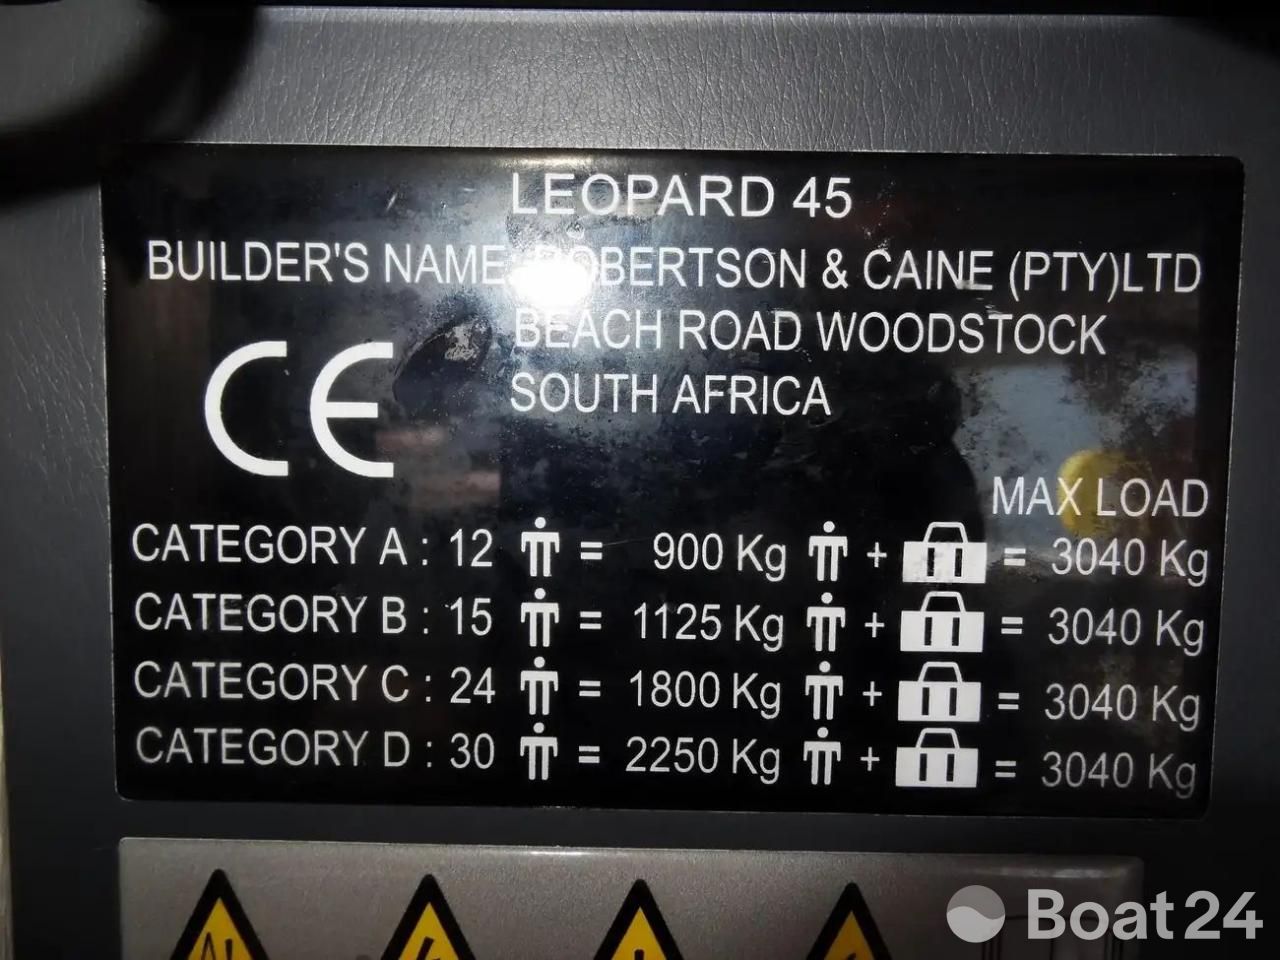 LEOPARD 45
BUILDER'S NAME: ROBERTSON & CAINE (PTY)LTD
BEACH ROAD WOODSTOCK
SOUTH AFRICA
CE
MAX LOAD
CATEGORY A : 12 = 900 Kg + = 3040 Kg
CATEGORY B : 15 = 1125 Kg + = 3040 Kg
CATEGORY C : 24 = 1800 Kg + = 3040 Kg
CATEGORY D : 30 = 2250 Kg + = 3040 Kg
Boat24